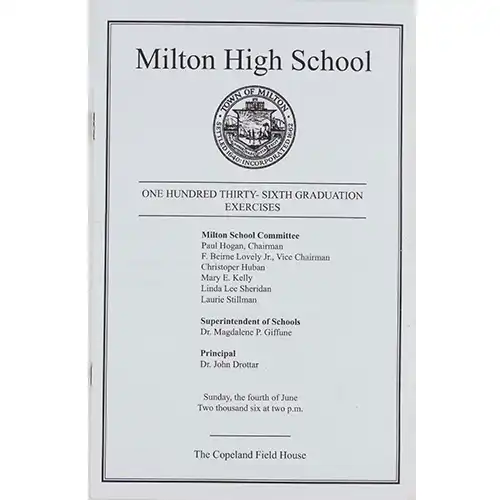 Milton High School
TOWN OF MILTON
SETTLED 1640. INCORPORATED 1662
ONE HUNDRED THIRTY- SIXTH GRADUATION
EXERCISES
Milton School Committee
Paul Hogan, Chairman
F. Beirne Lovely Jr., Vice Chairman
Christoper Huban
Mary E. Kelly
Linda Lee Sheridan
Laurie Stillman
Superintendent of Schools
Dr. Magdalene P. Giffune
Principal
Dr. John Drottar
Sunday, the fourth of June
Two thousand six at two p.m.
The Copeland Field House